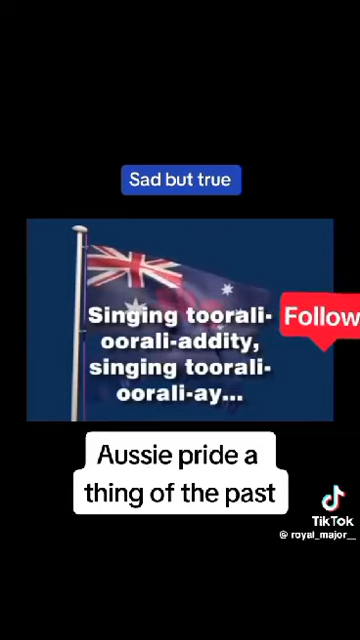 Sad but true
Singing toorali-
oorali-addity,
singing toorali-
oorali-ay...
Follow
Aussie pride a
thing of the past
TikTok
@ royal_major__